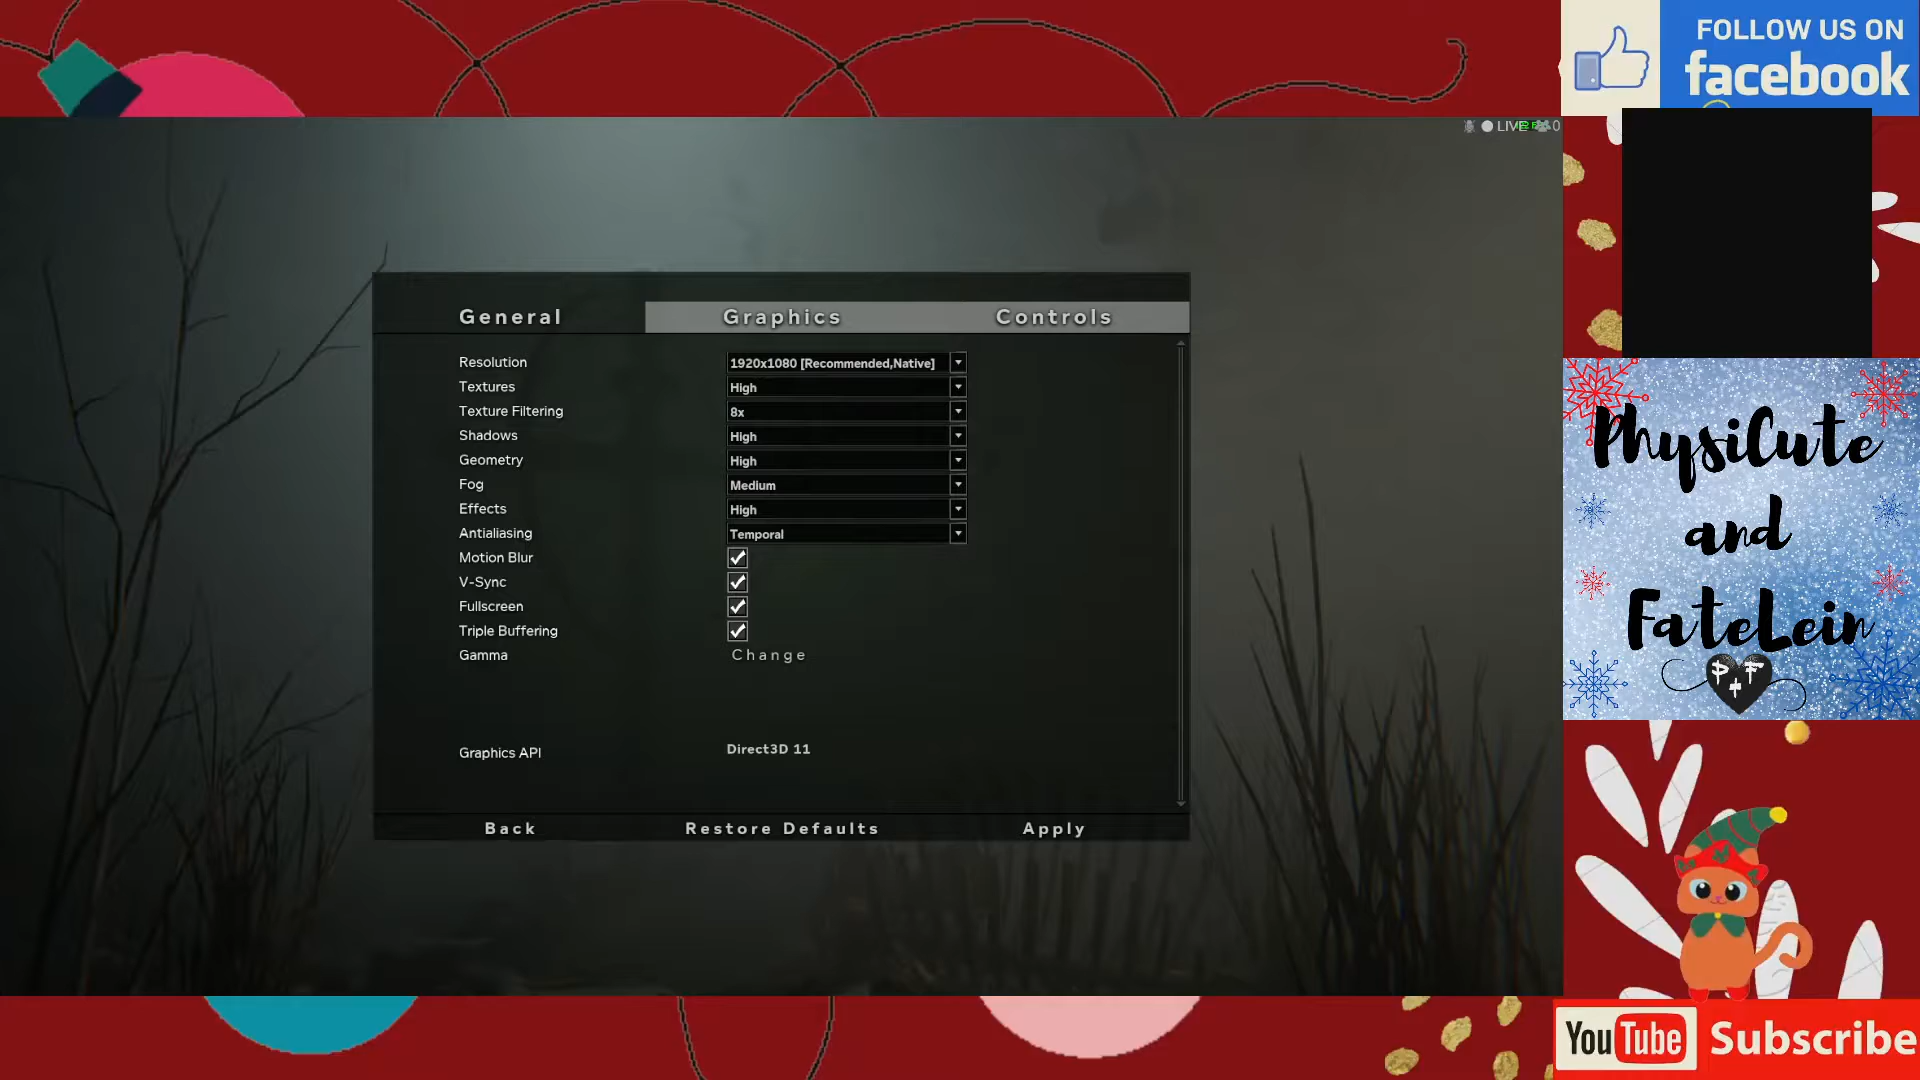 FOLLOW US ON
facebook
LIVE
0
General
Graphics
Controls
Resolution
1920x1080 [Recommended,Native]
Textures
High
Texture Filtering
8x
Shadows
High
Geometry
High
Fog
Medium
Effects
High
Antialiasing
Temporal
Motion Blur
V-Sync
Fullscreen
Triple Buffering
Gamma
Change
Graphics API
Direct3D 11
Back
Restore Defaults
Apply
PhysiCute
and
FateLein
P+F
YouTube Subscribe